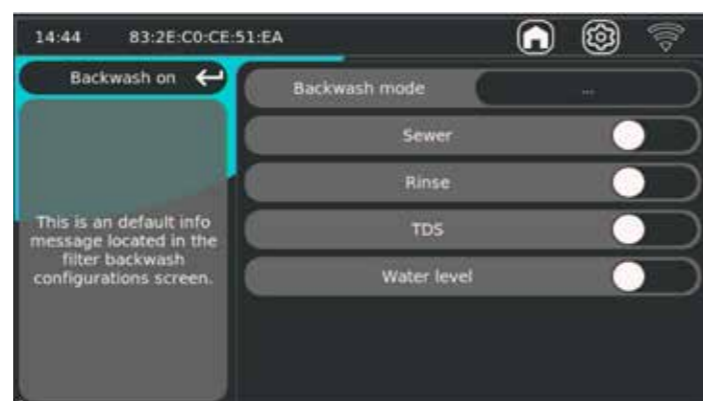 14:44 83:2E:C0:CE:51:EA
Backwash on
This is an default info
message located in the
filter backwash
configurations screen.
Backwash mode ...
Sewer
Rinse
TDS
Water level